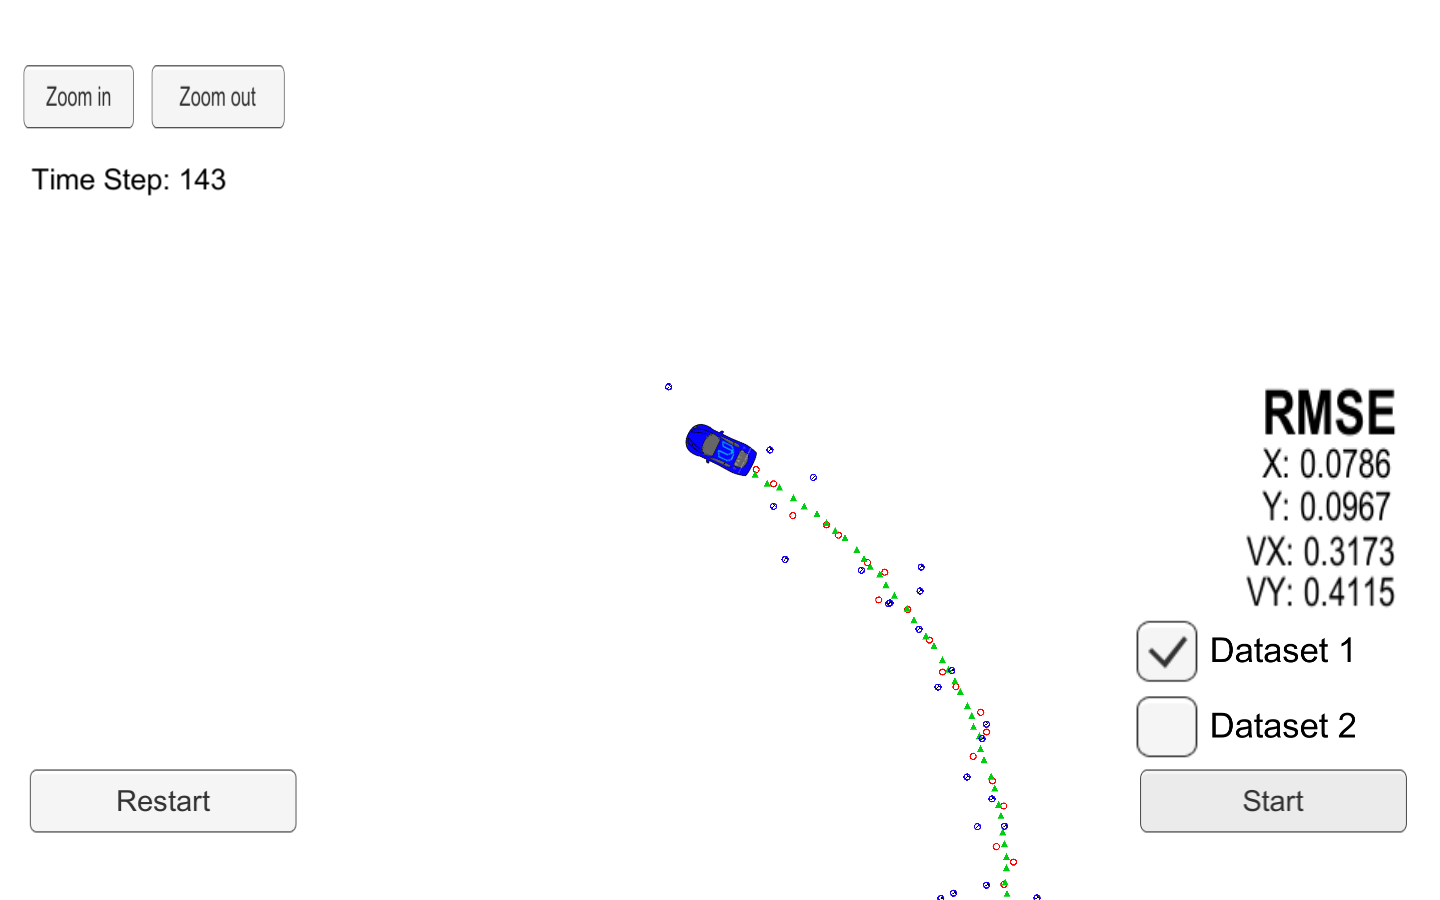 Zoom in
Zoom out
Time Step: 143
RMSE
X: 0.0786
Y: 0.0967
VX: 0.3173
VY: 0.4115
Dataset 1
Dataset 2
Restart
Start